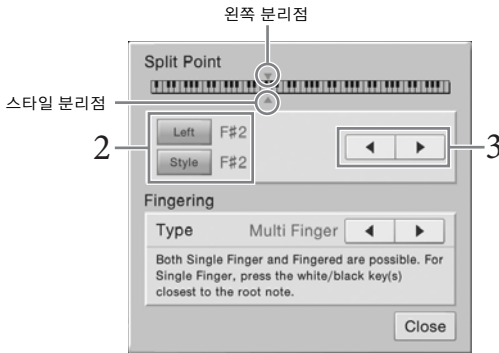 왼쪽 분리점
Split Point
스타일 분리점
2
Left F#2
3
Style F#2
Fingering
Type Multi Finger
Both Single Finger and Fingered are possible. For
Single Finger, press the white/black key(s)
closest to the root note.
Close